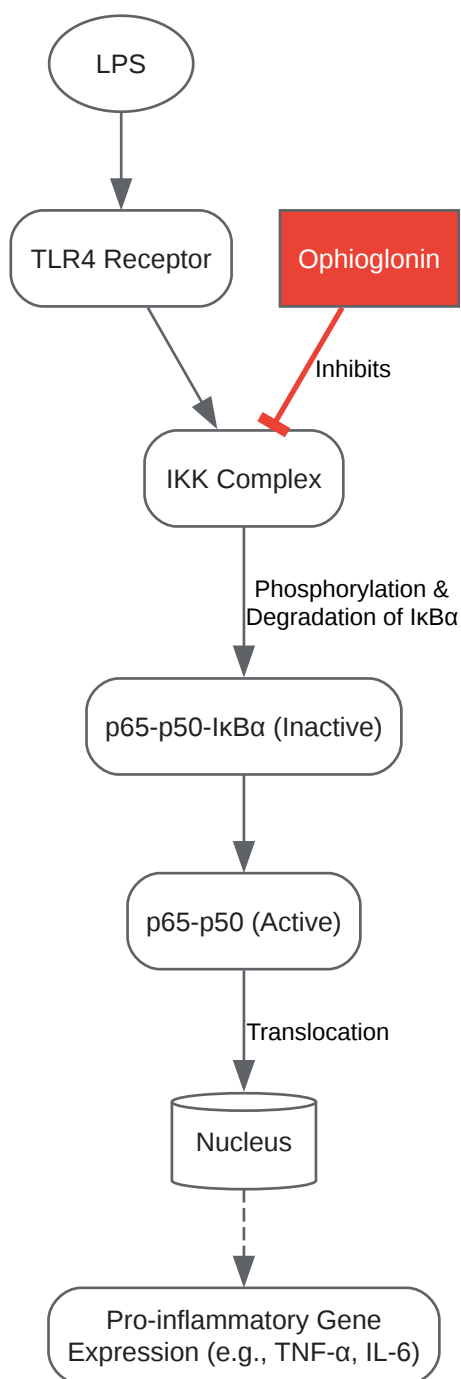 LPS
TLR4 Receptor
Ophioglonin
Inhibits
IKK Complex
Phosphorylation &
Degradation of IκBα
p65-p50-IκBα (Inactive)
p65-p50 (Active)
Translocation
Nucleus
Pro-inflammatory Gene
Expression (e.g., TNF-α, IL-6)